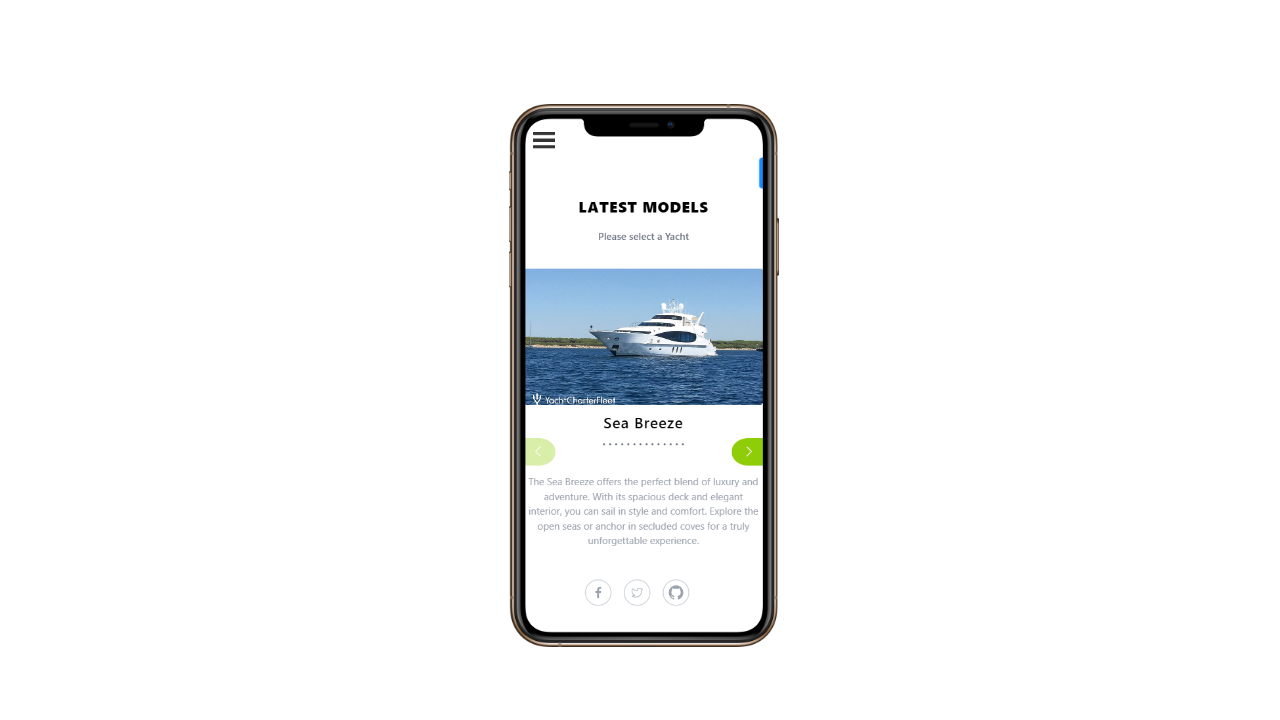 LATEST MODELS
Please select a Yacht
YachtCharterFleet
Sea Breeze
The Sea Breeze offers the perfect blend of luxury and
adventure. With its spacious deck and elegant
interior, you can sail in style and comfort. Explore the
open seas or anchor in secluded coves for a truly
unforgettable experience.